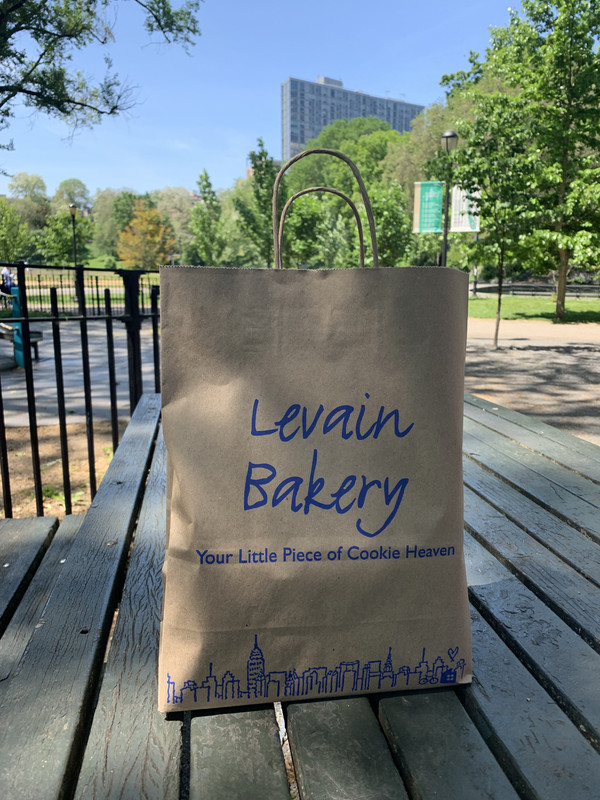 Levain
Bakery
Your Little Piece of Cookie Heaven